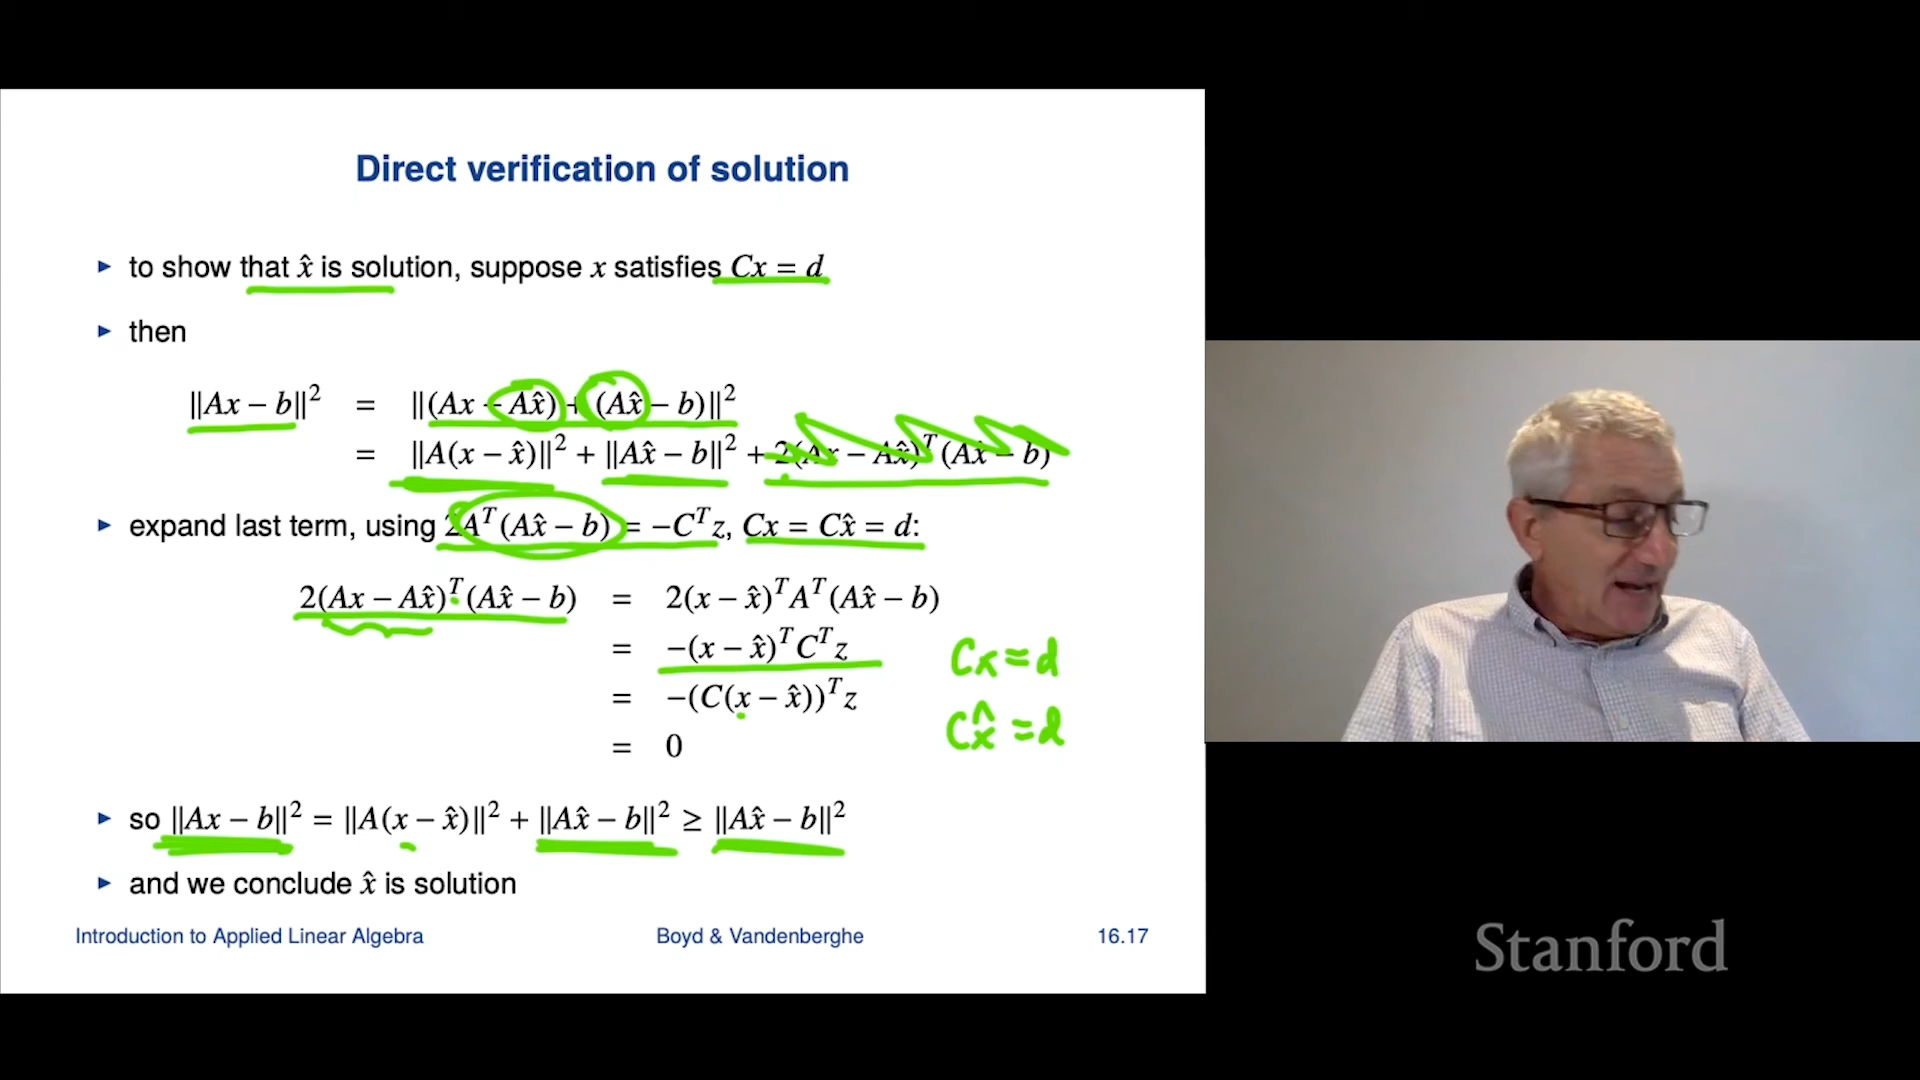 Direct verification of solution
▸ to show that x̂ is solution, suppose x satisfies Cx = d
▸ then
‖Ax − b‖² = ‖(Ax − Ax̂) + (Ax̂ − b)‖²
= ‖A(x − x̂)‖² + ‖Ax̂ − b‖² + 2(Ax − Ax̂)ᵀ(Ax̂ − b)
▸ expand last term, using 2Aᵀ(Ax̂ − b) = −Cᵀz, Cx = Cx̂ = d:
2(Ax − Ax̂)ᵀ(Ax̂ − b) = 2(x − x̂)ᵀAᵀ(Ax̂ − b)
= −(x − x̂)ᵀCᵀz
Cx = d
= −(C(x − x̂))ᵀz
Cx̂ = d
= 0
▸ so ‖Ax − b‖² = ‖A(x − x̂)‖² + ‖Ax̂ − b‖² ≥ ‖Ax̂ − b‖²
▸ and we conclude x̂ is solution
Introduction to Applied Linear Algebra Boyd & Vandenberghe 16.17
Stanford